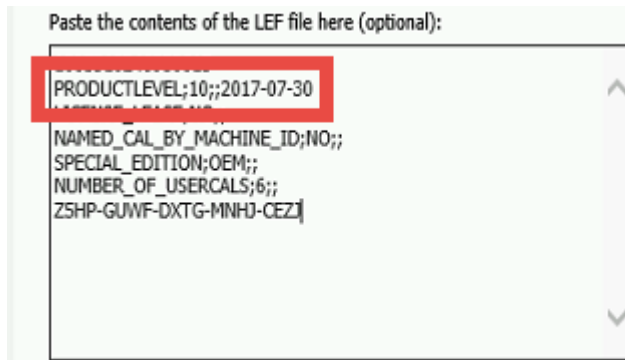 Paste the contents of the LEF file here (optional):
PRODUCTLEVEL;10;;2017-07-30
NAMED_CAL_BY_MACHINE_ID;NO;;
SPECIAL_EDITION;OEM;;
NUMBER_OF_USERCALS;6;;
Z5HP-GUWF-DXTG-MNHJ-CEZJ